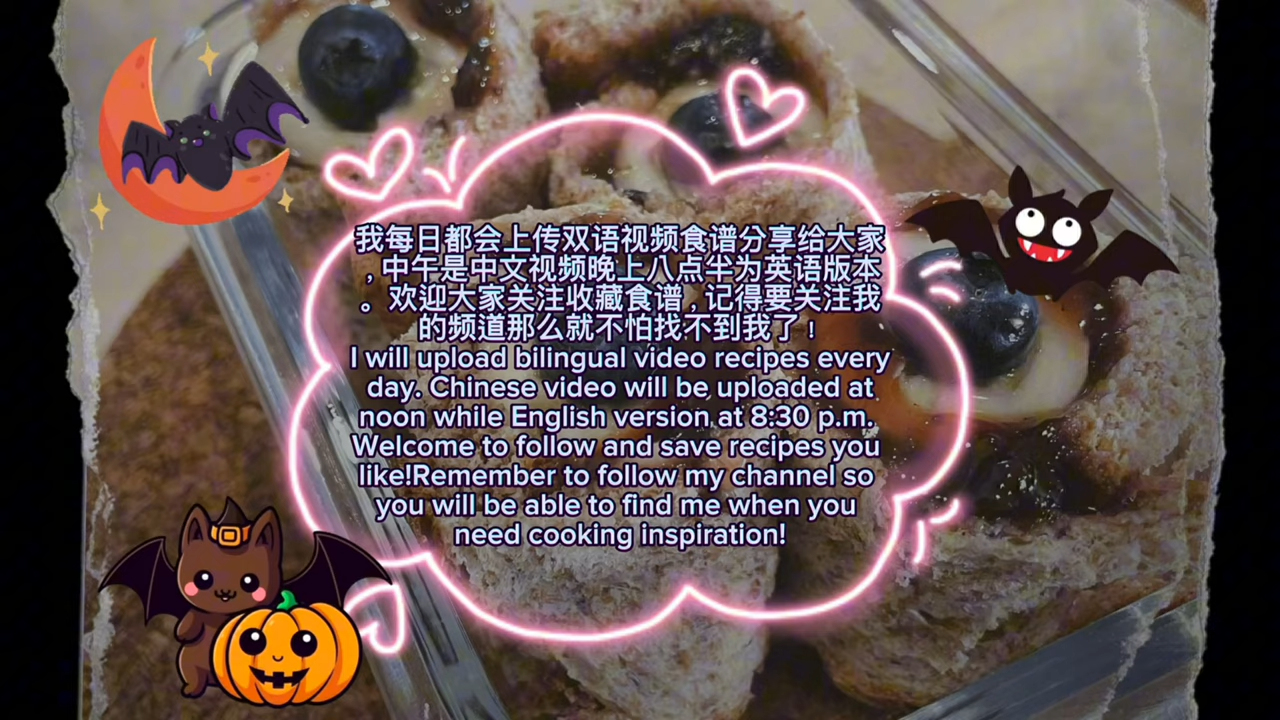 我每日都会上传双语视频食谱分享给大家
，中午是中文视频晚上八点半为英语版本
。欢迎大家关注收藏食谱，记得要关注我
的频道那么就不怕找不到我了！
I will upload bilingual video recipes every
day. Chinese video will be uploaded at
noon while English version at 8:30 p.m.
Welcome to follow and save recipes you
like!Remember to follow my channel so
you will be able to find me when you
need cooking inspiration!